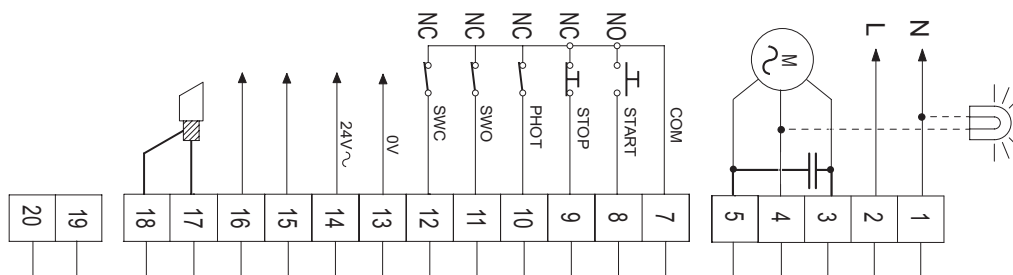 NC NC NC NC NO
L N
M
SWC SWO PHOT STOP START COM
24V~ 0V
20 19 18 17 16 15 14 13 12 11 10 9 8 7 5 4 3 2 1